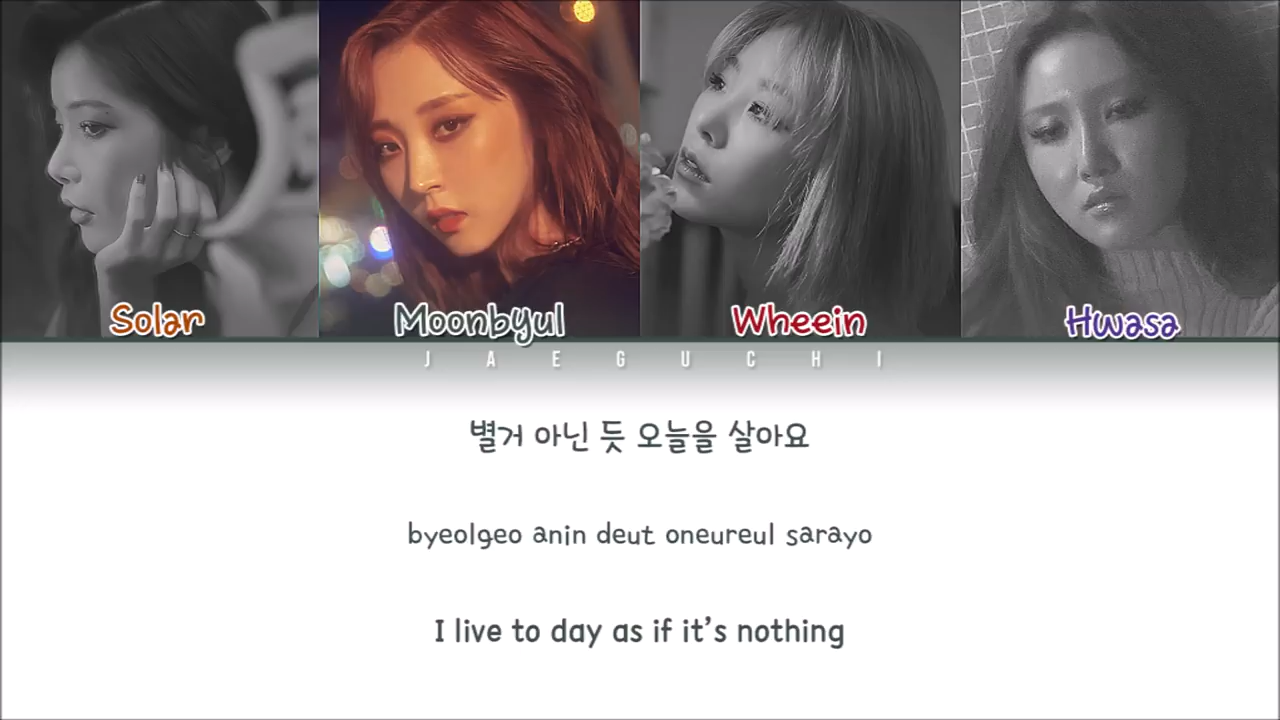 Solar
Moonbyul
Wheein
Hwasa
JAEGUCHI
별거 아닌 듯 오늘을 살아요
byeolgeo anin deut oneureul sarayo
I live to day as if it's nothing